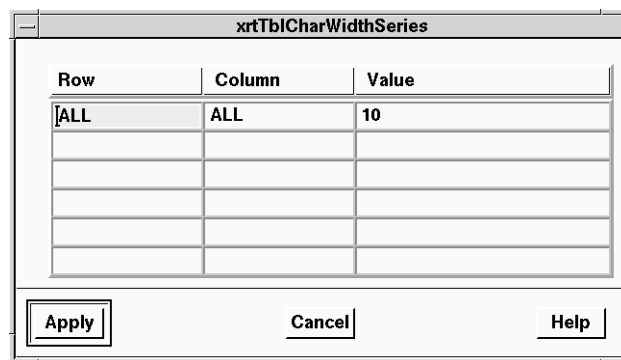 xrtTblCharWidthSeries
Row Column Value
ALL ALL 10
Apply Cancel Help